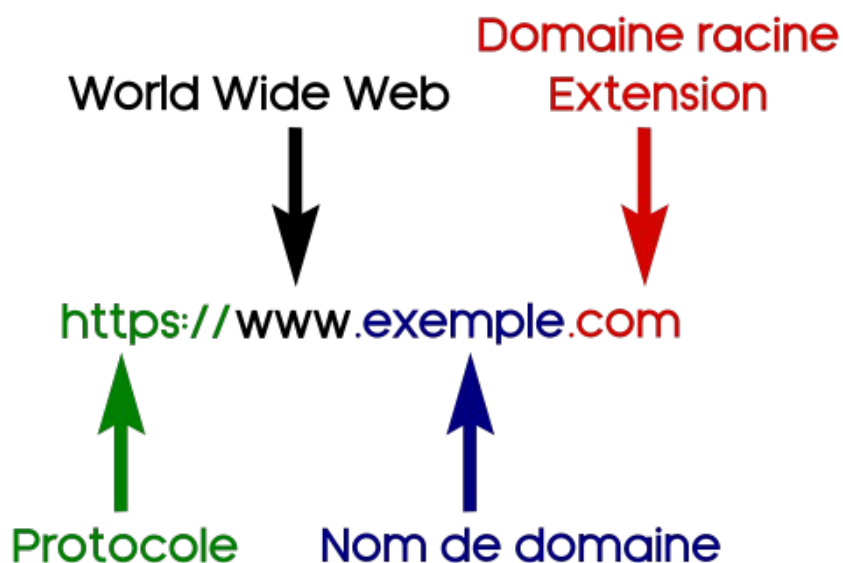 Domaine racine
World Wide Web
Extension
https://www.exemple.com
Protocole
Nom de domaine